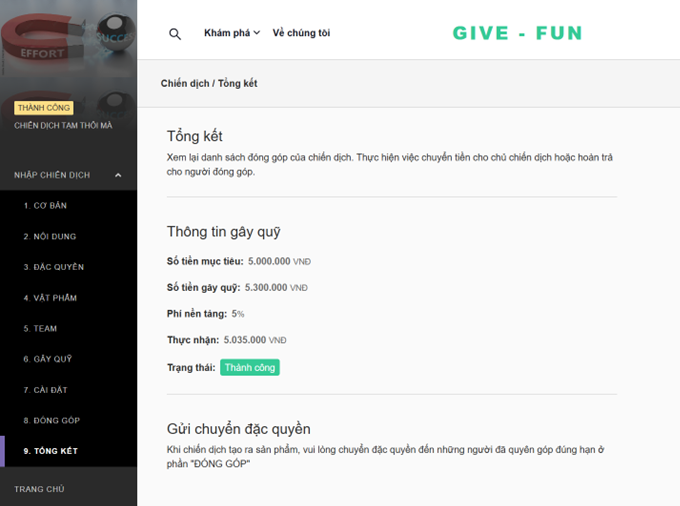 EFFORT
THÀNH CÔNG
CHIẾN DỊCH TẠM THỜI MÀ
NHẬP CHIẾN DỊCH
1. CƠ BẢN
2. NỘI DUNG
3. ĐẶC QUYỀN
4. VẬT PHẨM
5. TEAM
6. GÂY QUỸ
7. CÀI ĐẶT
8. ĐÓNG GÓP
9. TỔNG KẾT
TRANG CHỦ
Khám phá Về chúng tôi
GIVE - FUN
Chiến dịch / Tổng kết
Tổng kết
Xem lại danh sách đóng góp của chiến dịch. Thực hiện việc chuyển tiền cho chủ chiến dịch hoặc hoàn trả
cho người đóng góp.
Thông tin gây quỹ
Số tiền mục tiêu: 5.000.000 VNĐ
Số tiền gây quỹ: 5.300.000 VNĐ
Phí nền tảng: 5%
Thực nhận: 5.035.000 VNĐ
Trạng thái: Thành công
Gửi chuyển đặc quyền
Khi chiến dịch tạo ra sản phẩm, vui lòng chuyển đặc quyền đến những người đã quyên góp đúng hạn ở
phần "ĐÓNG GÓP"